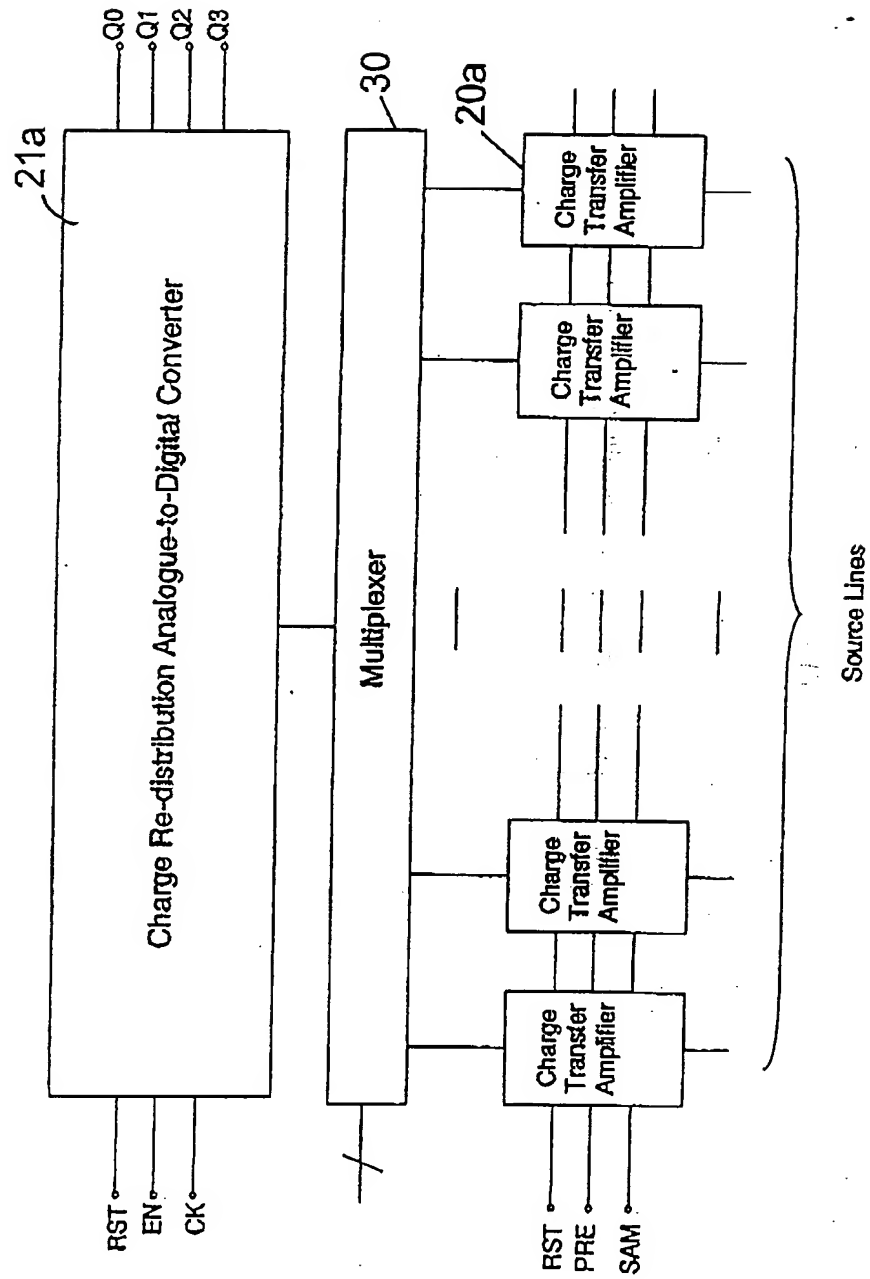 21a
RST
EN
CK
Charge Re-distribution Analogue-to-Digital Converter
Q0
Q1
Q2
Q3
30
Multiplexer
20a
RST
PRE
SAM
Charge
Transfer
Amplifier
Charge
Transfer
Amplifier
Charge
Transfer
Amplifier
Charge
Transfer
Amplifier
Source Lines